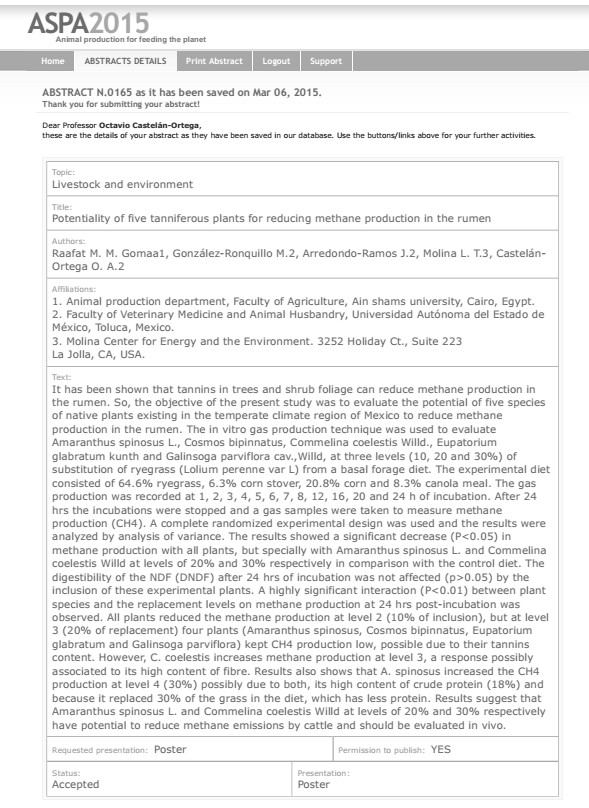 ASPA2015
Animal production for feeding the planet
Home ABSTRACTS DETAILS Print Abstract Logout Support
ABSTRACT N.0165 as it has been saved on Mar 06, 2015.
Thank you for submitting your abstract!
Dear Professor Octavio Castelán-Ortega,
these are the details of your abstract as they have been saved in our database. Use the buttons/links above for your further activities.
Topic:
Livestock and environment
Title:
Potentiality of five tanniferous plants for reducing methane production in the rumen
Authors:
Raafat M. M. Gomaa1, González-Ronquillo M.2, Arredondo-Ramos J.2, Molina L. T.3, Castelán-
Ortega O. A.2
Affiliations:
1. Animal production department, Faculty of Agriculture, Ain shams university, Cairo, Egypt.
2. Faculty of Veterinary Medicine and Animal Husbandry, Universidad Autónoma del Estado de
México, Toluca, Mexico.
3. Molina Center for Energy and the Environment. 3252 Holiday Ct., Suite 223
La Jolla, CA, USA.
Text:
It has been shown that tannins in trees and shrub foliage can reduce methane production in
the rumen. So, the objective of the present study was to evaluate the potential of five species
of native plants existing in the temperate climate region of Mexico to reduce methane
production in the rumen. The in vitro gas production technique was used to evaluate
Amaranthus spinosus L., Cosmos bipinnatus, Commelina coelestis Willd., Eupatorium
glabratum kunth and Galinsoga parviflora cav.,Willd, at three levels (10, 20 and 30%) of
substitution of ryegrass (Lolium perenne var L) from a basal forage diet. The experimental diet
consisted of 64.6% ryegrass, 6.3% corn stover, 20.8% corn and 8.3% canola meal. The gas
production was recorded at 1, 2, 3, 4, 5, 6, 7, 8, 12, 16, 20 and 24 h of incubation. After 24
hrs the incubations were stopped and a gas samples were taken to measure methane
production (CH4). A complete randomized experimental design was used and the results were
analyzed by analysis of variance. The results showed a significant decrease (P<0.05) in
methane production with all plants, but specially with Amaranthus spinosus L. and Commelina
coelestis Willd at levels of 20% and 30% respectively in comparison with the control diet. The
digestibility of the NDF (DNDF) after 24 hrs of incubation was not affected (p>0.05) by the
inclusion of these experimental plants. A highly significant interaction (P<0.01) between plant
species and the replacement levels on methane production at 24 hrs post-incubation was
observed. All plants reduced the methane production at level 2 (10% of inclusion), but at level
3 (20% of replacement) four plants (Amaranthus spinosus, Cosmos bipinnatus, Eupatorium
glabratum and Galinsoga parviflora) kept CH4 production low, possible due to their tannins
content. However, C. coelestis increases methane production at level 3, a response possibly
associated to its high content of fibre. Results also shows that A. spinosus increased the CH4
production at level 4 (30%) possibly due to both, its high content of crude protein (18%) and
because it replaced 30% of the grass in the diet, which has less protein. Results suggest that
Amaranthus spinosus L. and Commelina coelestis Willd at levels of 20% and 30% respectively
have potential to reduce methane emissions by cattle and should be evaluated in vivo.
Requested presentation: Poster Permission to publish: YES
Status: Presentation:
Accepted Poster